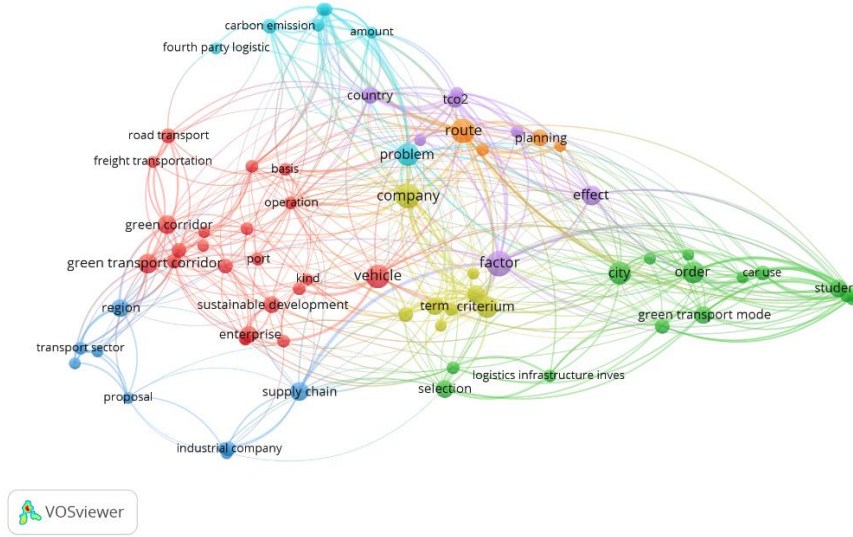 carbon emission
amount
fourth party logistic
country
tco2
road transport
route
planning
freight transportation
problem
basis
company
effect
operation
green corridor
port
green transport corridor
factor
vehicle
city
order
car use
kind
studen
region
sustainable development
term
criterium
green transport mode
enterprise
transport sector
logistics infrastructure inves
selection
supply chain
proposal
industrial company
VOSviewer